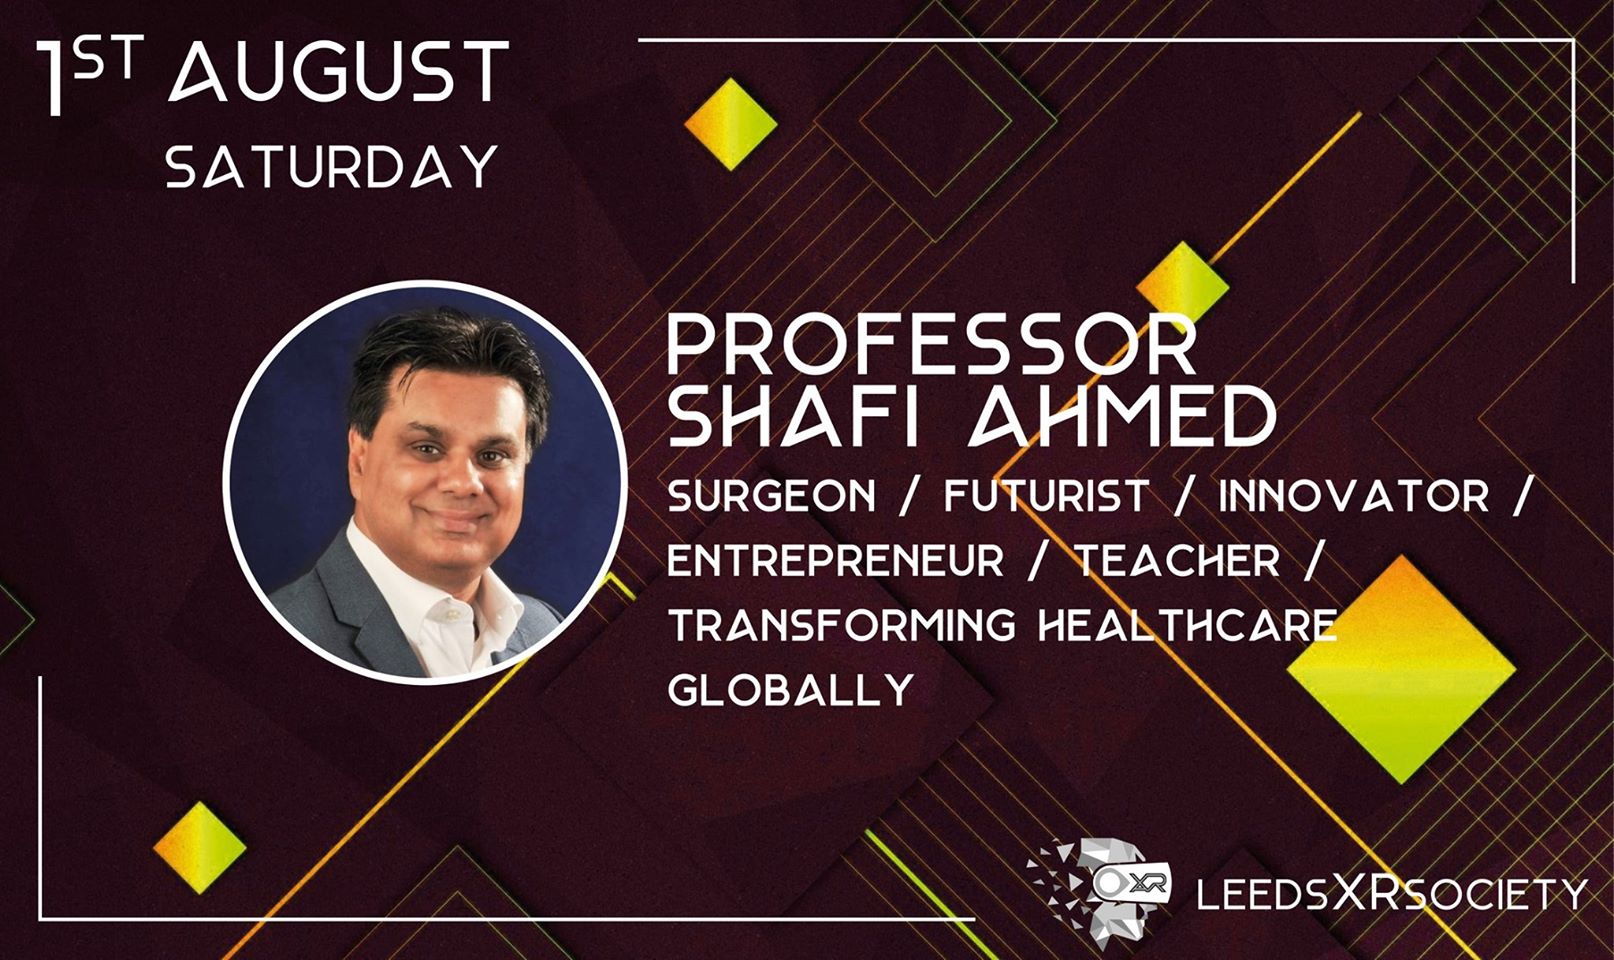 1ST AUGUST
SATURDAY
PROFESSOR
SHAFI AHMED
SURGEON / FUTURIST / INNOVATOR /
ENTREPRENEUR / TEACHER /
TRANSFORMING HEALTHCARE
GLOBALLY
XR
LEEDSXRSOCIETY